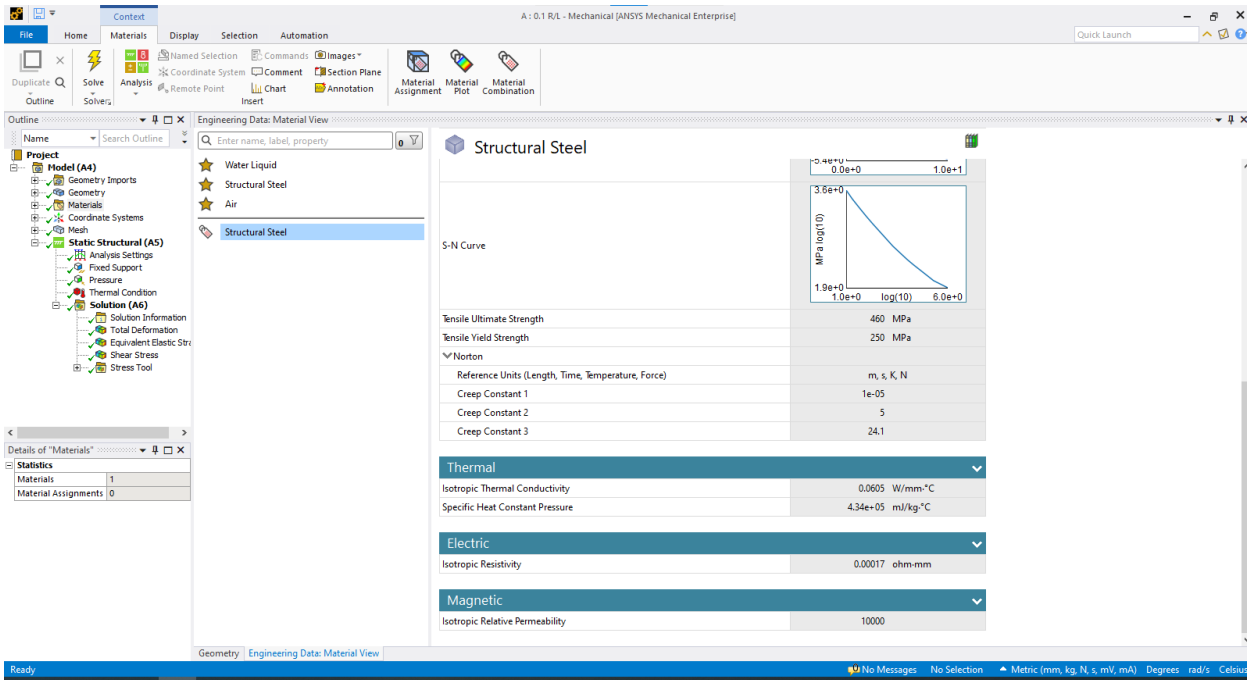 A : 0.1 R/L - Mechanical [ANSYS Mechanical Enterprise]
Context
File Home Materials Display Selection Automation
Quick Launch
Duplicate
Outline
Solve
Solvers
Analysis
Named Selection Commands Images
Coordinate System Comment Section Plane
Remote Point Chart Annotation
Insert
Material Assignment
Material Plot
Material Combination
Outline
Name Search Outline
Project
Model (A4)
Geometry Imports
Geometry
Materials
Coordinate Systems
Mesh
Static Structural (A5)
Analysis Settings
Fixed Support
Pressure
Thermal Condition
Solution (A6)
Solution Information
Total Deformation
Equivalent Elastic Stra
Shear Stress
Stress Tool
Details of "Materials"
Statistics
Materials 1
Material Assignments 0
Engineering Data: Material View
Enter name, label, property 0
Water Liquid
Structural Steel
Air
Structural Steel
Structural Steel
-5.4e+0
0.0e+0 1.0e+1
S-N Curve
3.6e+0
MPa log(10)
1.9e+0
1.0e+0 log(10) 6.0e+0
Tensile Ultimate Strength 460 MPa
Tensile Yield Strength 250 MPa
Norton
Reference Units (Length, Time, Temperature, Force) m, s, K, N
Creep Constant 1 1e-05
Creep Constant 2 5
Creep Constant 3 24.1
Thermal
Isotropic Thermal Conductivity 0.0605 W/mm·°C
Specific Heat Constant Pressure 4.34e+05 mJ/kg·°C
Electric
Isotropic Resistivity 0.00017 ohm·mm
Magnetic
Isotropic Relative Permeability 10000
Geometry Engineering Data: Material View
Ready
No Messages No Selection Metric (mm, kg, N, s, mV, mA) Degrees rad/s Celsius